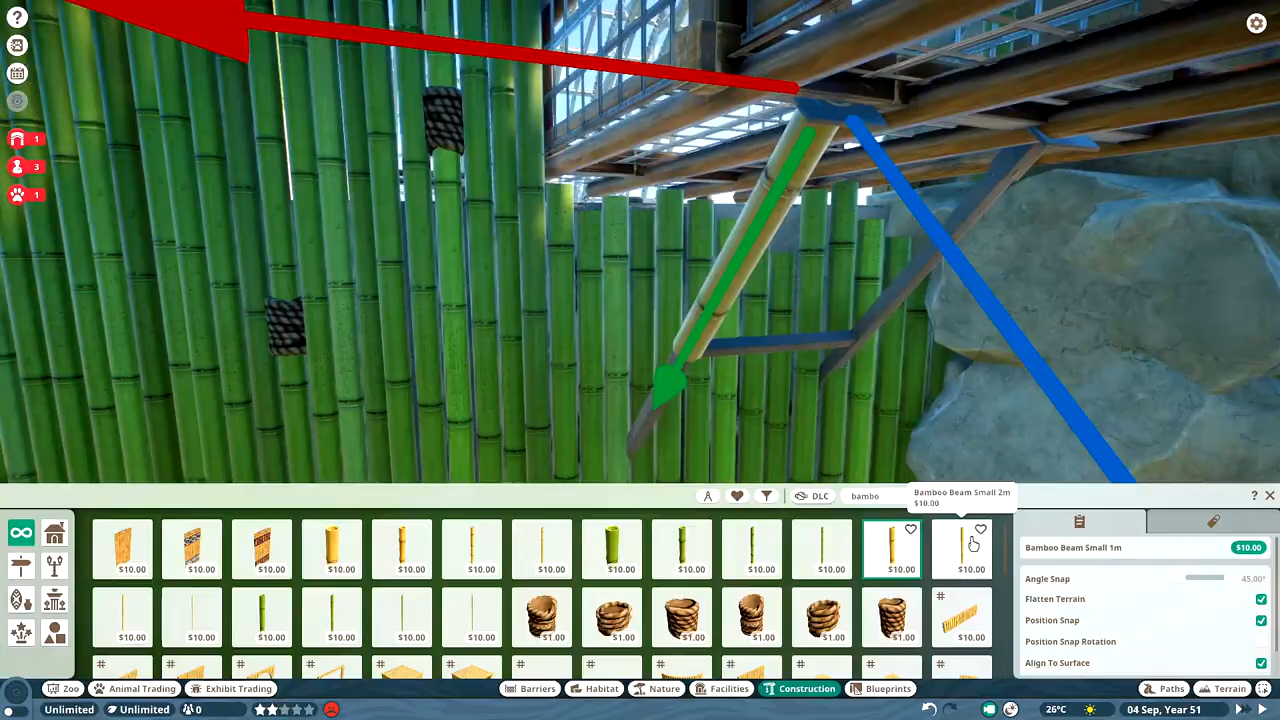 ?
1
3
1
DLC
bambo
Bamboo Beam Small 2m
$10.00
? ×
$10.00 $10.00 $10.00 $10.00 $10.00 $10.00 $10.00 $10.00 $10.00 $10.00 $10.00 $10.00 $10.00
$10.00 $10.00 $10.00 $10.00 $10.00 $10.00 $1.00 $1.00 $1.00 $1.00 $1.00 $1.00 # $10.00
# # # # # # # # # # # # #
Bamboo Beam Small 1m $10.00
Angle Snap 45.00°
Flatten Terrain
Position Snap
Position Snap Rotation
Align To Surface
Zoo Animal Trading Exhibit Trading Barriers Habitat Nature Facilities Construction Blueprints Paths Terrain
Unlimited Unlimited 0 26°C 04 Sep, Year 51